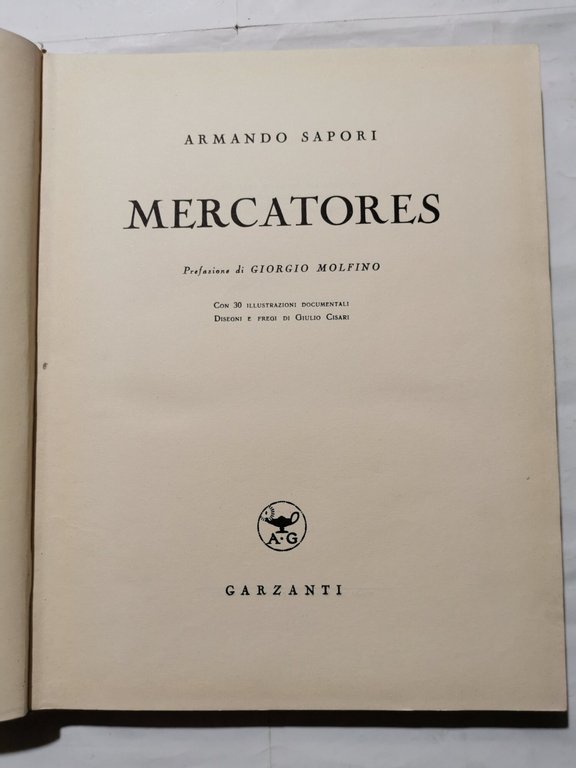 ARMANDO SAPORI
MERCATORES
Prefazione di GIORGIO MOLFINO
Con 30 illustrazioni documentali
Disegni e fregi di Giulio Cisari
A·G
GARZANTI